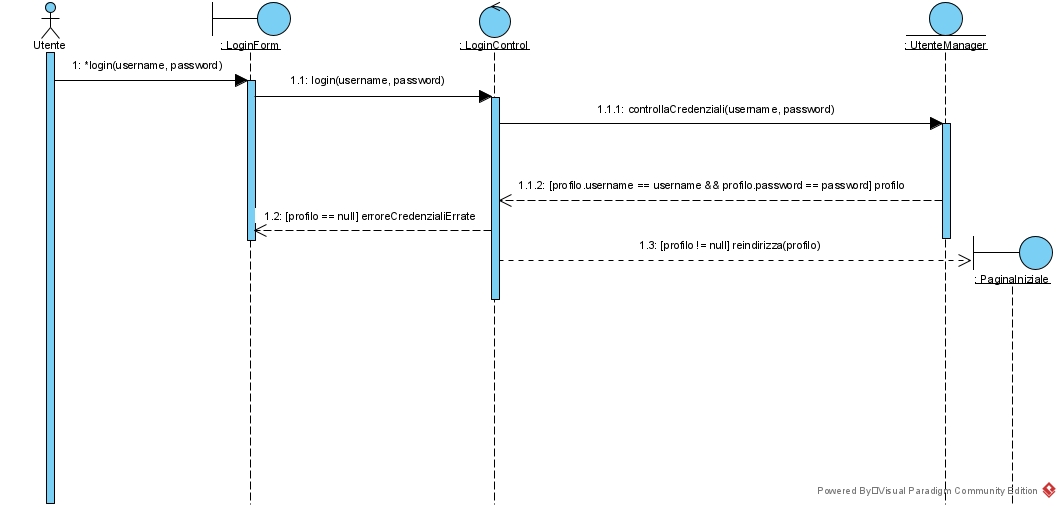 Utente
: LoginForm
: LoginControl
: UtenteManager
1: *login(username, password)
1.1: login(username, password)
1.1.1: controllaCredenziali(username, password)
1.1.2: [profilo.username == username && profilo.password == password] profilo
1.2: [profilo == null] erroreCredenzialiErrate
1.3: [profilo != null] reindirizza(profilo)
: PaginaIniziale
Powered By Visual Paradigm Community Edition